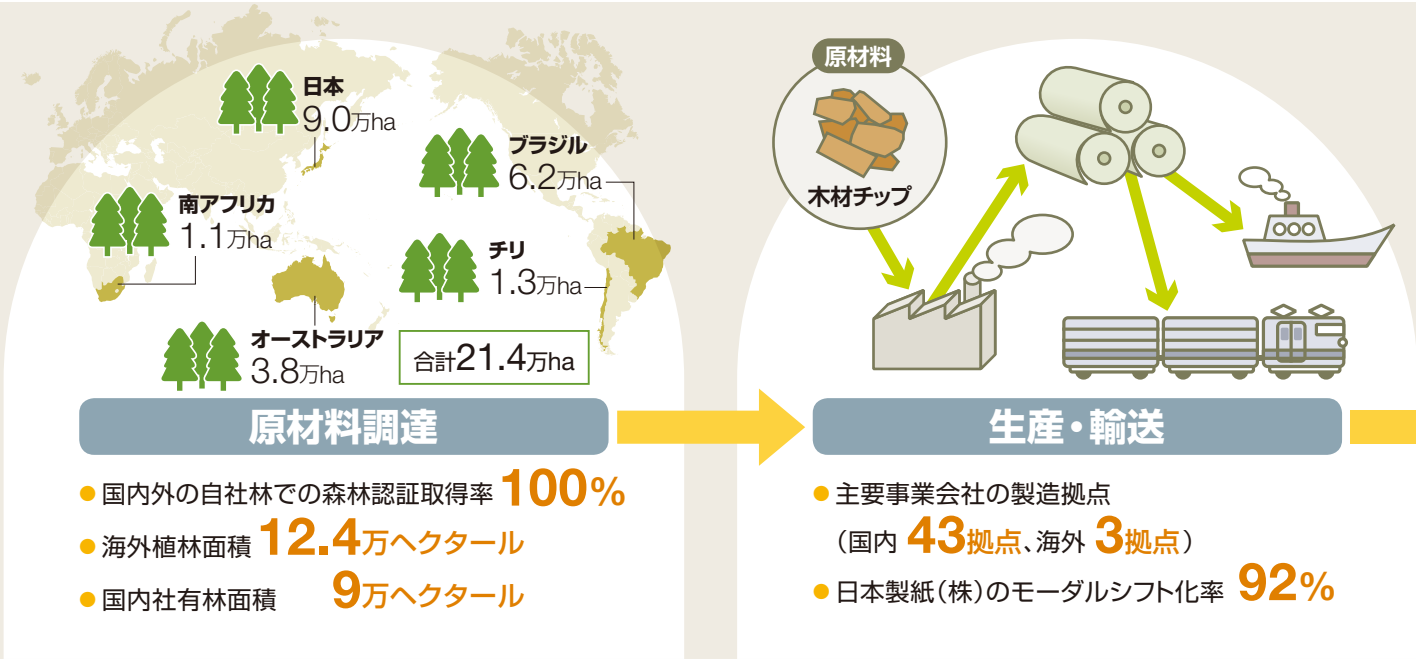 日本
9.0万ha
ブラジル
6.2万ha
南アフリカ
1.1万ha
チリ
1.3万ha
オーストラリア
3.8万ha
合計21.4万ha
原材料調達
●国内外の自社林での森林認証取得率 100%
●海外植林面積 12.4万ヘクタール
●国内社有林面積 9万ヘクタール
原材料
木材チップ
生産・輸送
●主要事業会社の製造拠点
（国内 43拠点、海外 3拠点）
●日本製紙（株）のモーダルシフト化率 92%